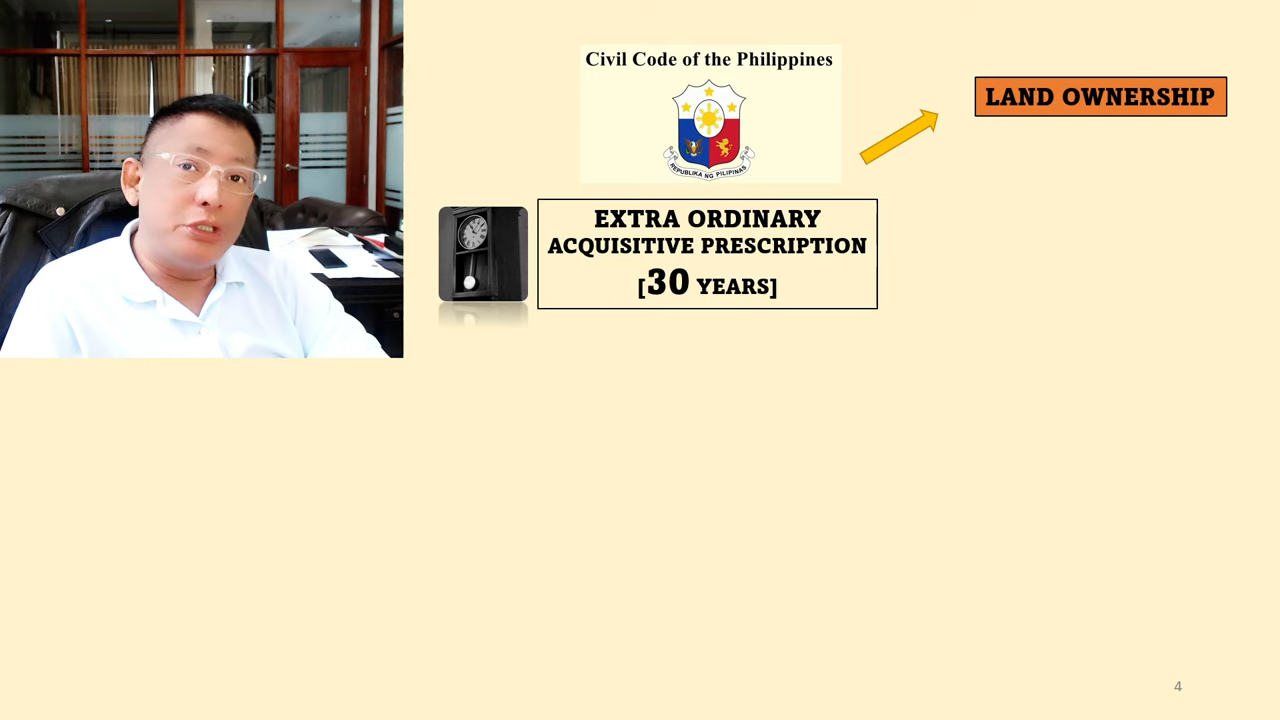 Civil Code of the Philippines
REPUBLIKA NG PILIPINAS
LAND OWNERSHIP
EXTRA ORDINARY
ACQUISITIVE PRESCRIPTION
[30 YEARS]
4